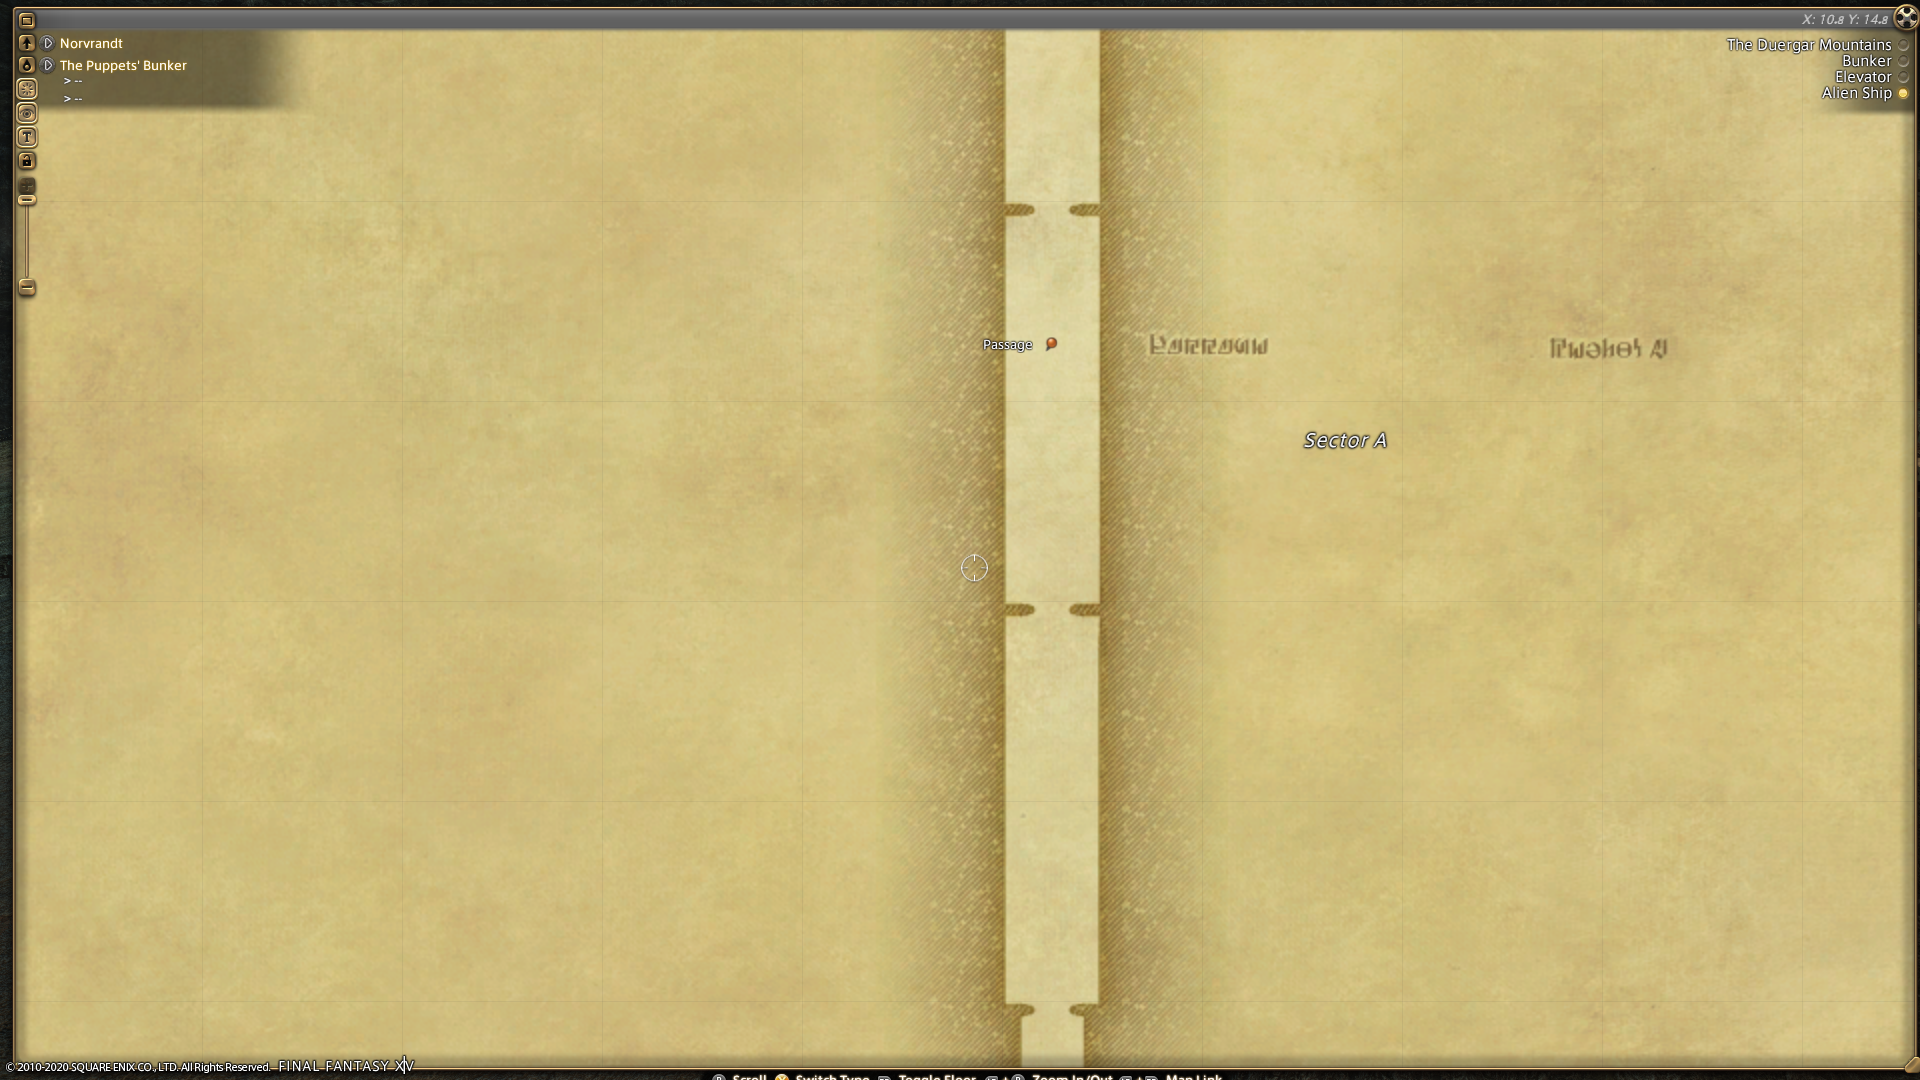 X: 10.8 Y: 14.8
Norvrandt
The Puppets' Bunker
> --
> --
The Duergar Mountains
Bunker
Elevator
Alien Ship
Passage
Sector A
© 2010-2020 SQUARE ENIX CO., LTD. All Rights Reserved. FINAL FANTASY XIV
Scroll Switch Type Toggle Floor Zoom In/Out Map Link